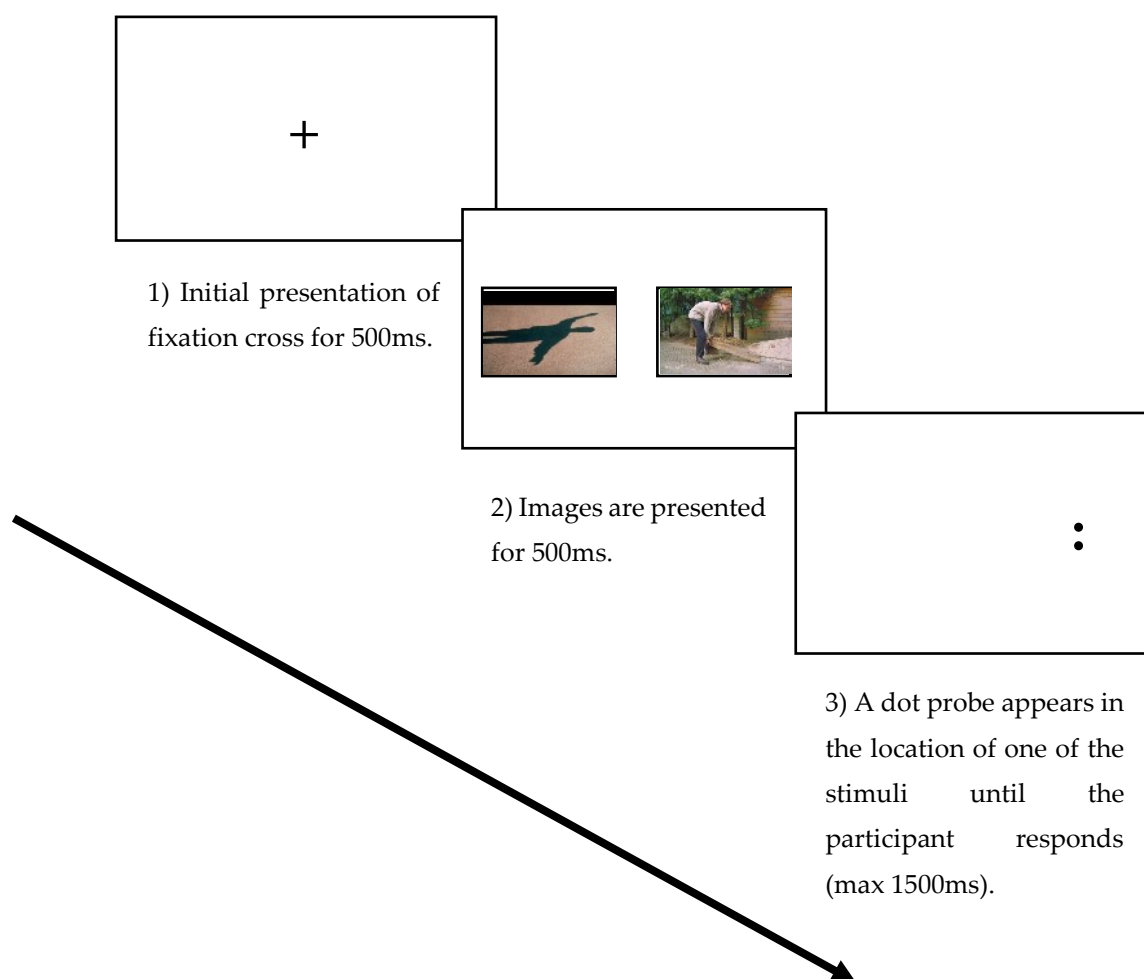 1) Initial presentation of
fixation cross for 500ms.
2) Images are presented
for 500ms.
3) A dot probe appears in
the location of one of the
stimuli until the
participant responds
(max 1500ms).